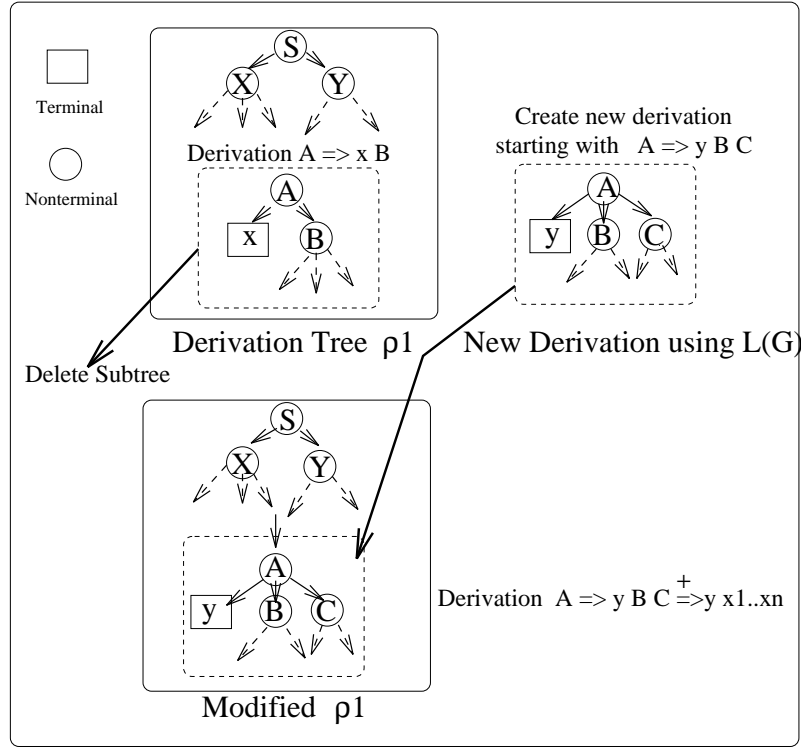 S
X
Y
Terminal
Nonterminal
Derivation A => x B
A
x
B
Derivation Tree ρ1
Create new derivation
starting with A => y B C
A
y
B
C
New Derivation using L(G)
Delete Subtree
S
X
Y
A
y
B
C
+
Derivation A => y B C =>y x1..xn
Modified ρ1